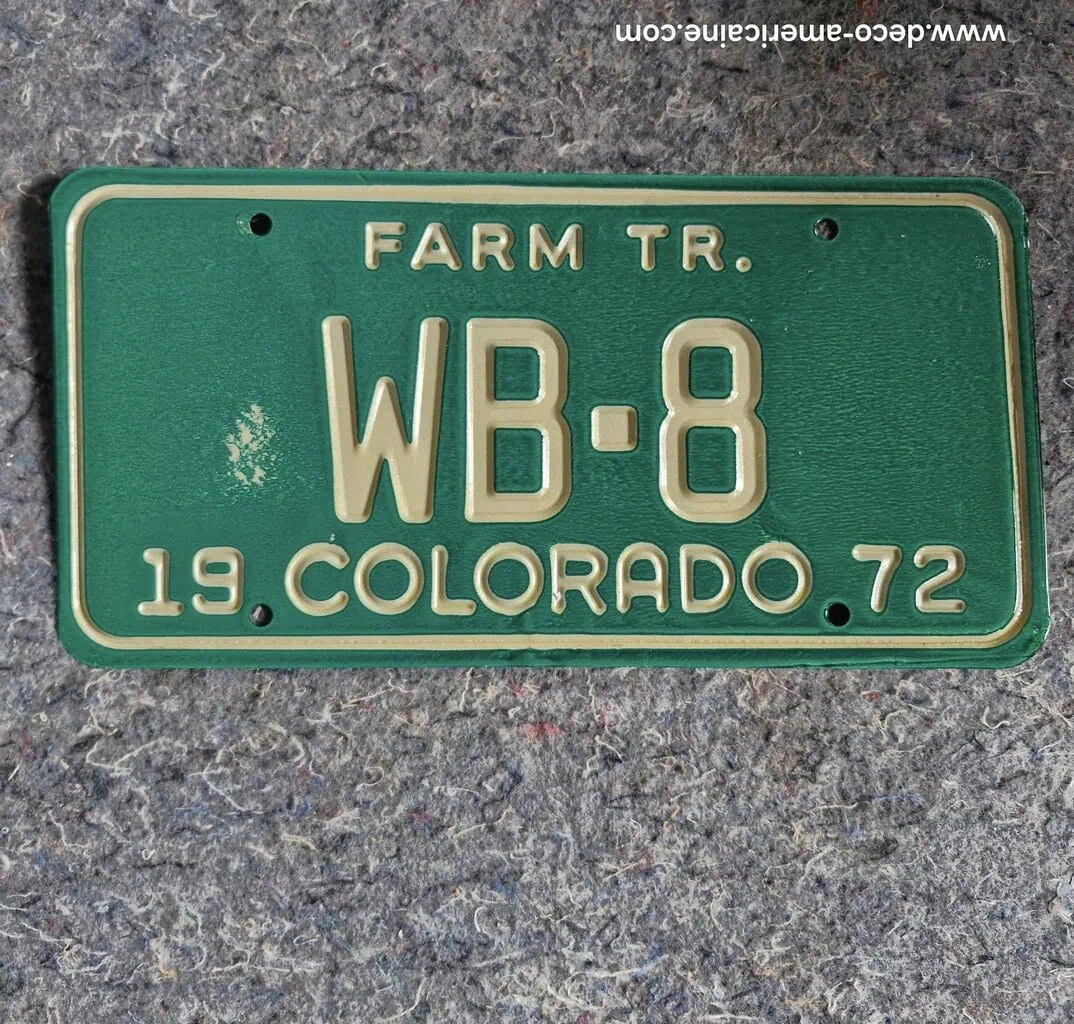 www.deco-americaine.com
FARM TR.
WB-8
19 COLORADO 72